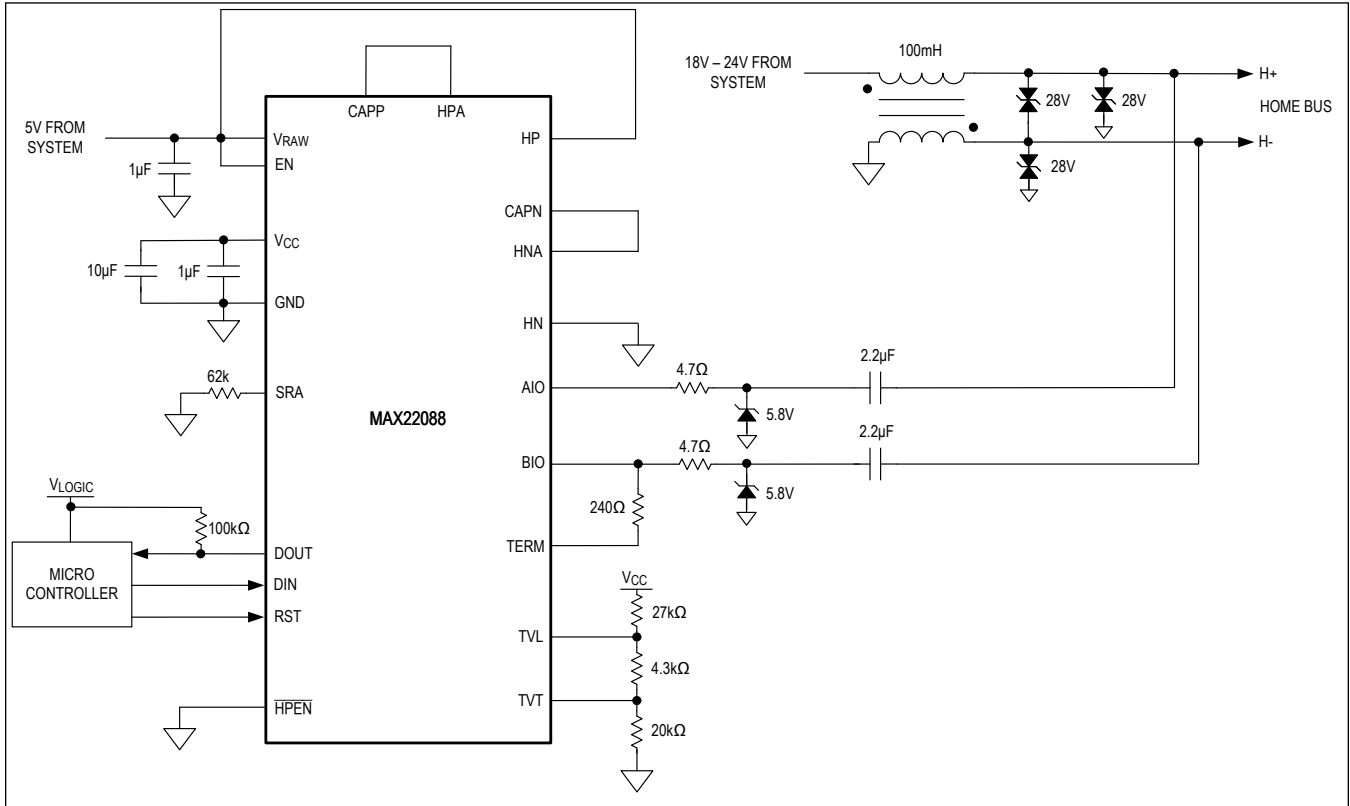 CAPP HPA
5V FROM
SYSTEM
1µF
VRAW
EN
HP
CAPN
HNA
VCC
10µF 1µF
GND
HN
62k
SRA
MAX22088
AIO
BIO
4.7Ω
5.8V
2.2µF
4.7Ω
5.8V
2.2µF
240Ω
TERM
VLOGIC
100kΩ
MICRO
CONTROLLER
DOUT
DIN
RST
VCC
27kΩ
TVL
4.3kΩ
TVT
20kΩ
HPEN
18V – 24V FROM
SYSTEM
100mH
28V
28V
28V
H+
HOME BUS
H-